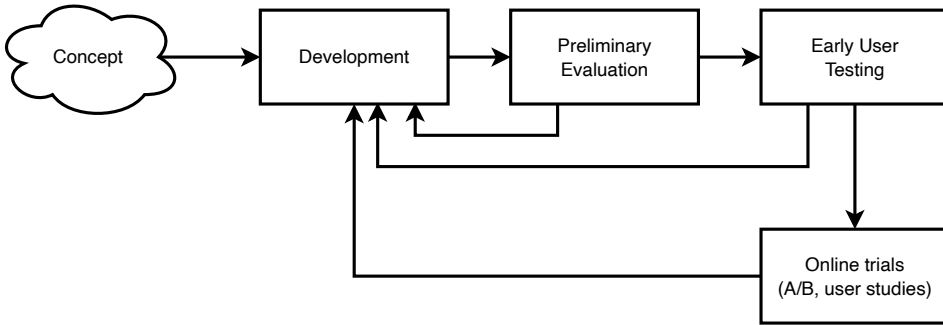 Concept
Development
Preliminary
Evaluation
Early User
Testing
Online trials
(A/B, user studies)